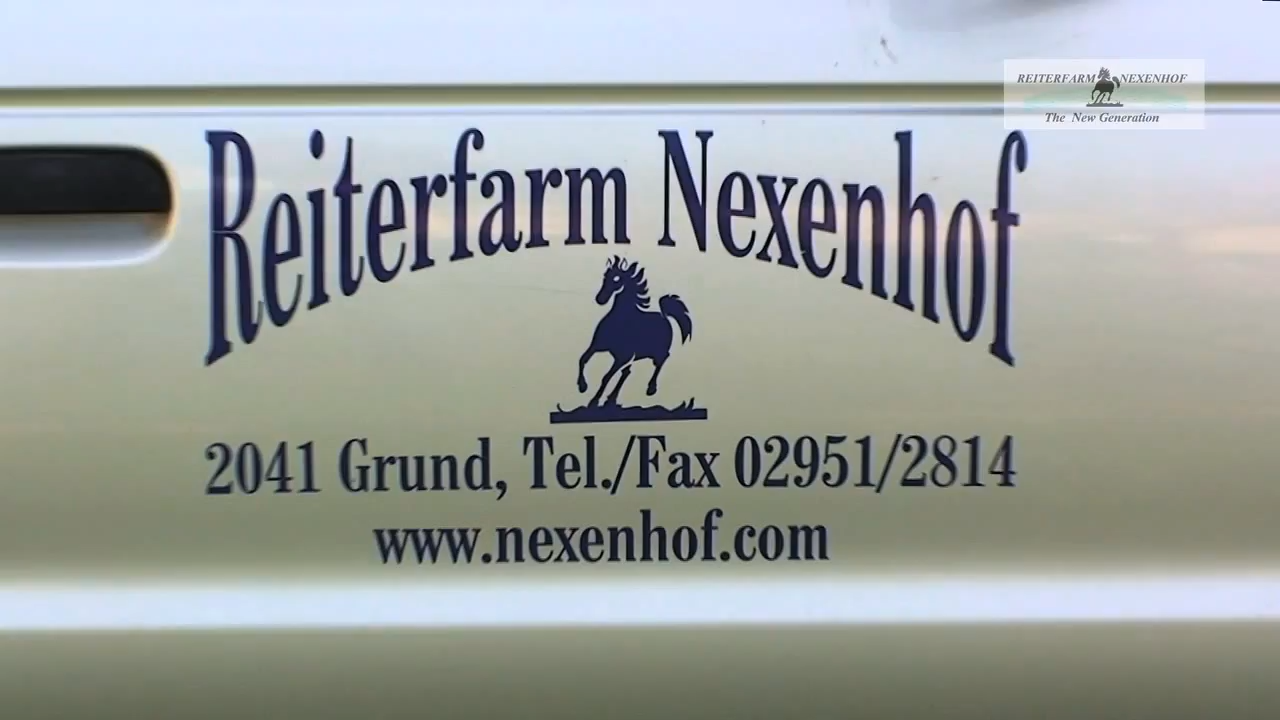 REITERFARM NEXENHOF
The New Generation
Reiterfarm Nexenhof
2041 Grund, Tel./Fax 02951/2814
www.nexenhof.com